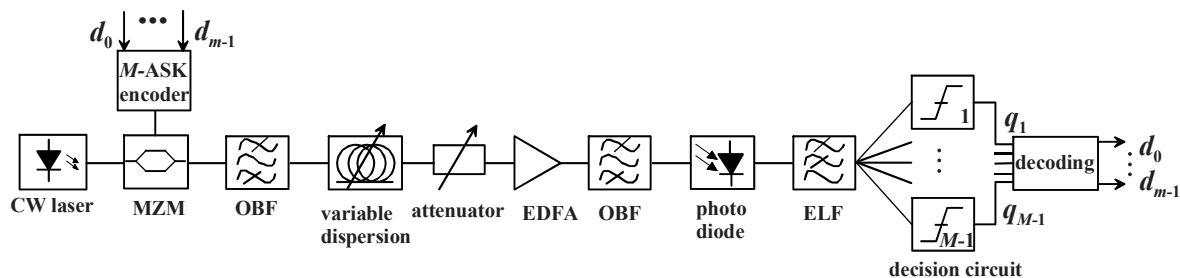 d0 ••• dm-1
M-ASK
encoder
CW laser
MZM
OBF
variable
dispersion
attenuator
EDFA
OBF
photo
diode
ELF
1
q1
⋮
M-1
qM-1
decision circuit
decoding
d0
⋮
dm-1